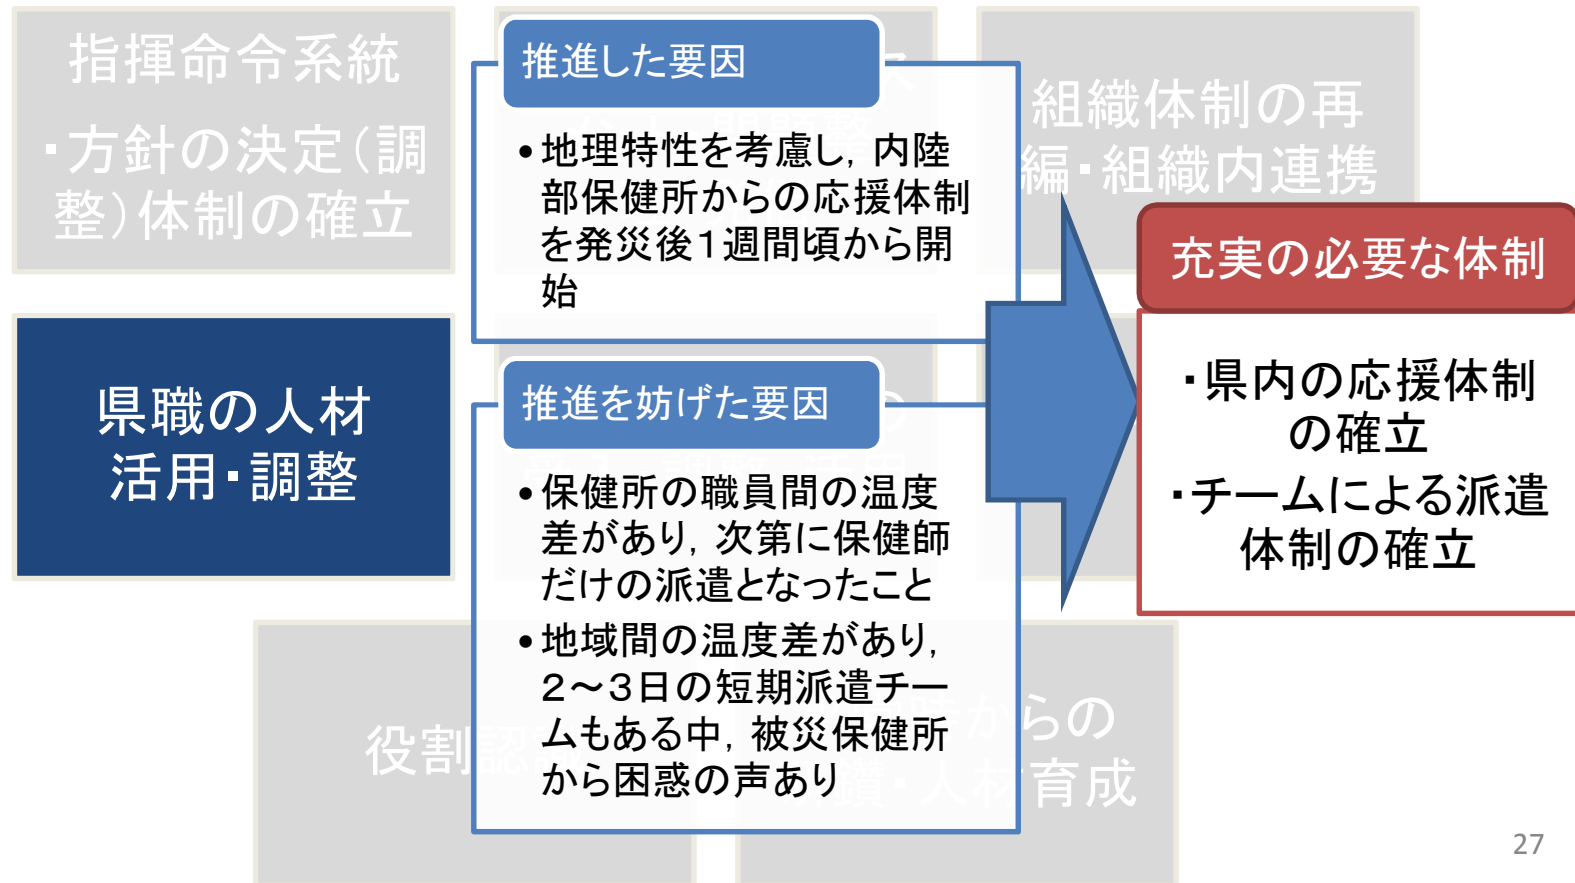 指揮命令系統
・方針の決定（調
整）体制の確立
推進した要因
・地理特性を考慮し，内陸
部保健所からの応援体制
を発災後１週間頃から開
始
組織体制の再
編・組織内連携
充実の必要な体制
・県内の応援体制
の確立
・チームによる派遣
体制の確立
県職の人材
活用・調整
推進を妨げた要因
・保健所の職員間の温度
差があり，次第に保健師
だけの派遣となったこと
・地域間の温度差があり，
２～３日の短期派遣チー
ムもある中，被災保健所
から困惑の声あり
役割認識
時からの
鑽・人材育成
27